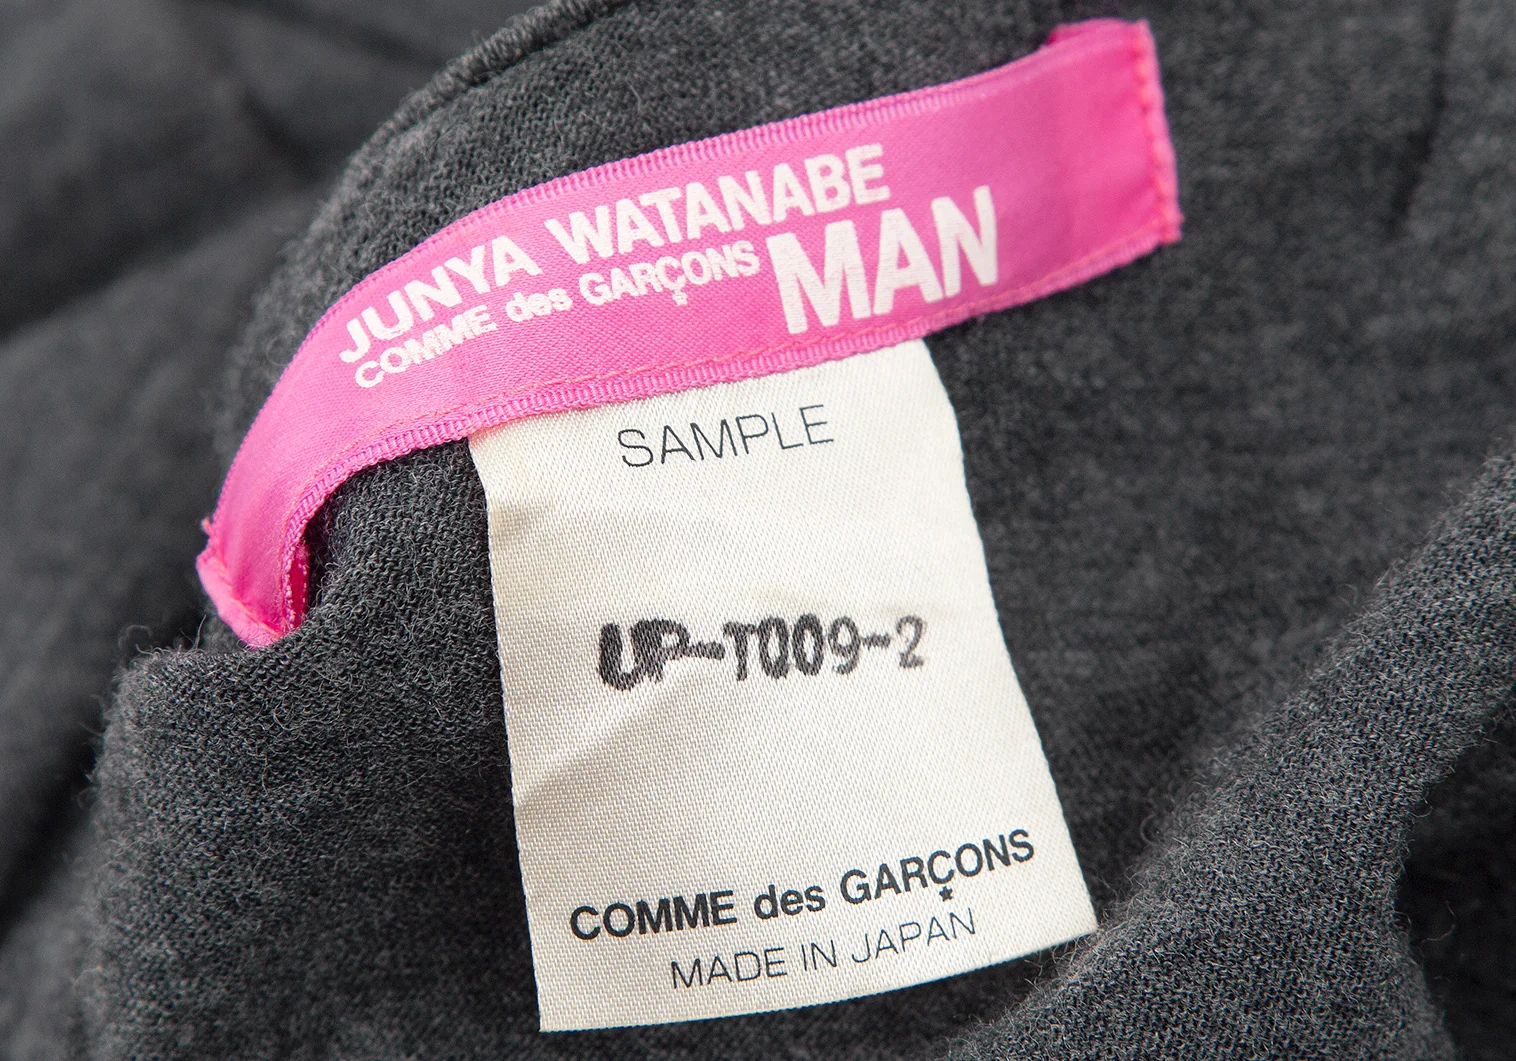 JUNYA WATANABE
COMME des GARÇONS MAN
SAMPLE
UP-T009-2
COMME des GARÇONS
MADE IN JAPAN